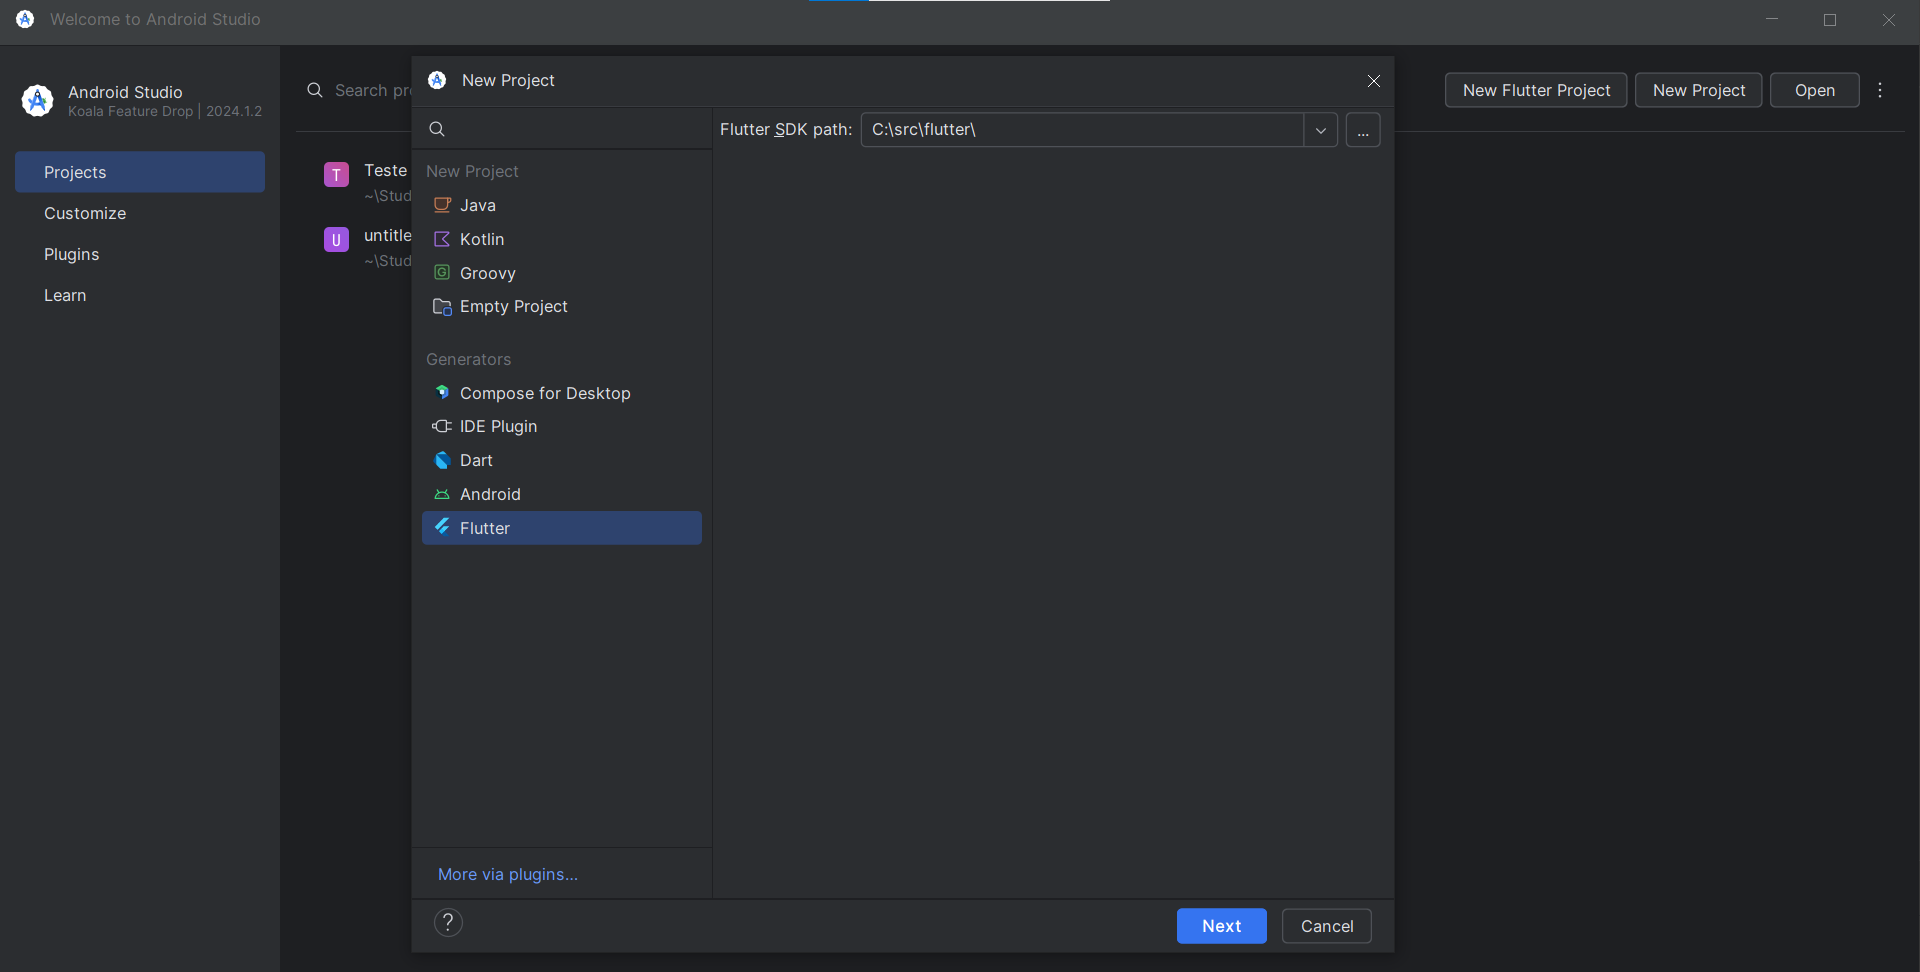 Welcome to Android Studio
Android Studio
Koala Feature Drop | 2024.1.2
Projects
Customize
Plugins
Learn
Search
New Flutter Project
New Project
Open
T
Teste
~\Stud
U
untitle
~\Stud
New Project
Flutter SDK path:
C:\src\flutter\
...
New Project
Java
Kotlin
G
Groovy
Empty Project
Generators
Compose for Desktop
IDE Plugin
Dart
Android
Flutter
More via plugins...
?
Next
Cancel